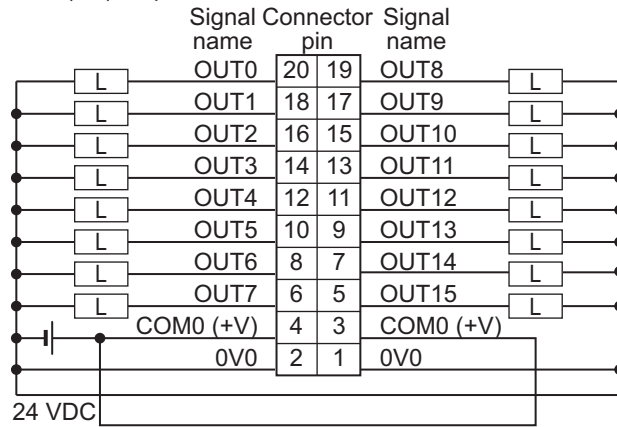 Signal Connector Signal
name pin name
OUT0 20 19 OUT8
L L
OUT1 18 17 OUT9
L L
OUT2 16 15 OUT10
L L
OUT3 14 13 OUT11
L L
OUT4 12 11 OUT12
L L
OUT5 10 9 OUT13
L L
OUT6 8 7 OUT14
L L
OUT7 6 5 OUT15
L L
COM0 (+V) 4 3 COM0 (+V)
0V0 2 1 0V0
24 VDC